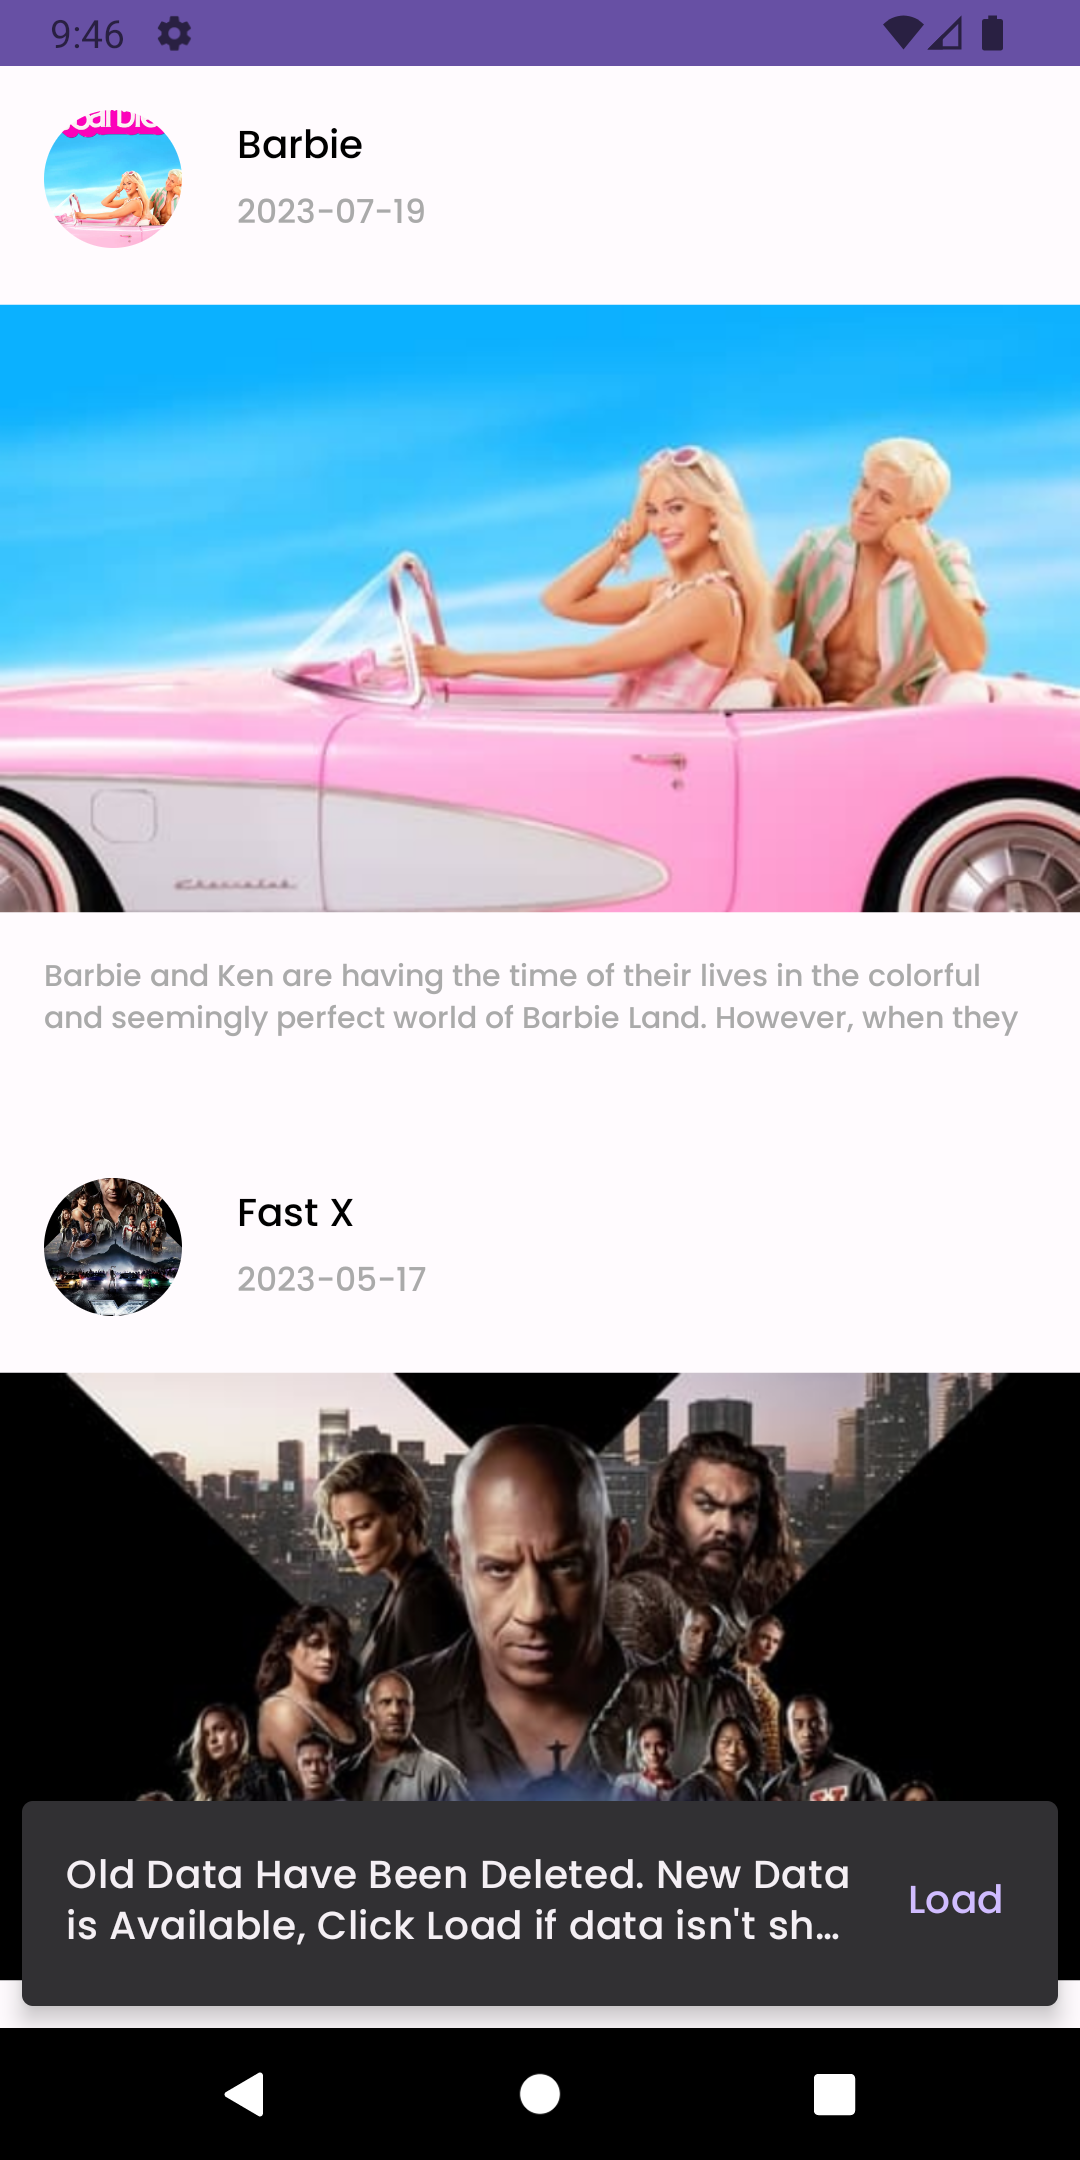 9:46
Barbie
2023-07-19
Chevrolet
Barbie and Ken are having the time of their lives in the colorful
and seemingly perfect world of Barbie Land. However, when they
Fast X
2023-05-17
Old Data Have Been Deleted. New Data
is Available, Click Load if data isn't sh...
Load